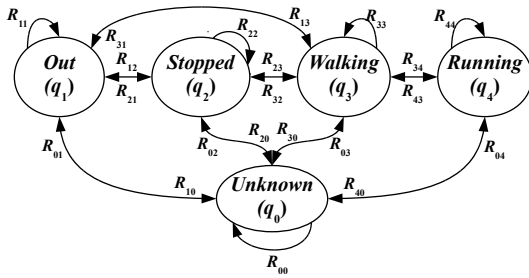 R11
R31
R13
R22
R33
R44
Out
(q1)
R12
R21
Stopped
(q2)
R23
R32
Walking
(q3)
R34
R43
Running
(q4)
R01
R02
R20
R30
R03
R04
R10
Unknown
(q0)
R40
R00